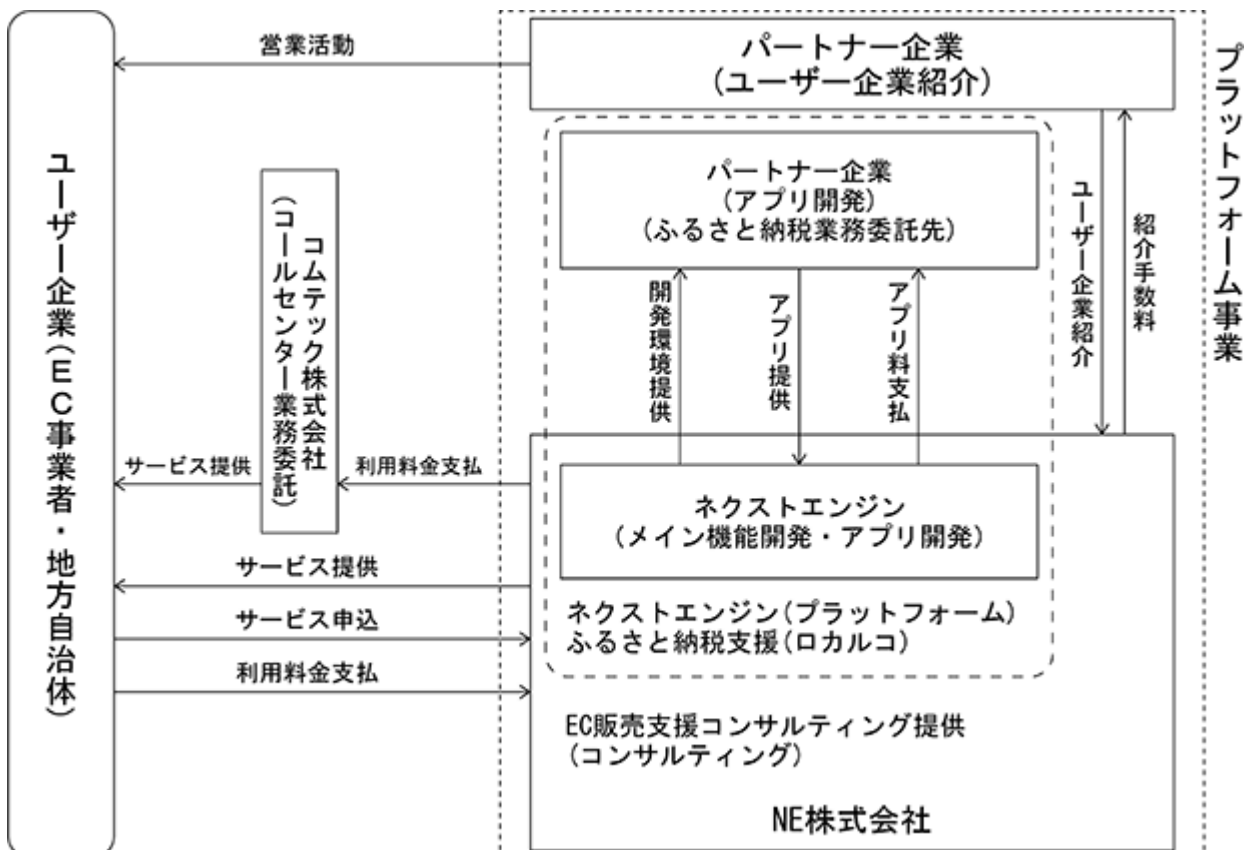 営業活動
パートナー企業
(ユーザー企業紹介)
プラットフォーム事業
パートナー企業
(アプリ開発)
(ふるさと納税業務委託先)
ユーザー企業(EC事業者・地方自治体)
コムテック株式会社
(コールセンター業務委託)
開発環境提供
アプリ提供
アプリ料支払
ユーザー企業紹介
紹介手数料
サービス提供
利用料金支払
ネクストエンジン
(メイン機能開発・アプリ開発)
サービス提供
サービス申込
利用料金支払
ネクストエンジン(プラットフォーム)
ふるさと納税支援(ロカルコ)
EC販売支援コンサルティング提供
(コンサルティング)
NE株式会社